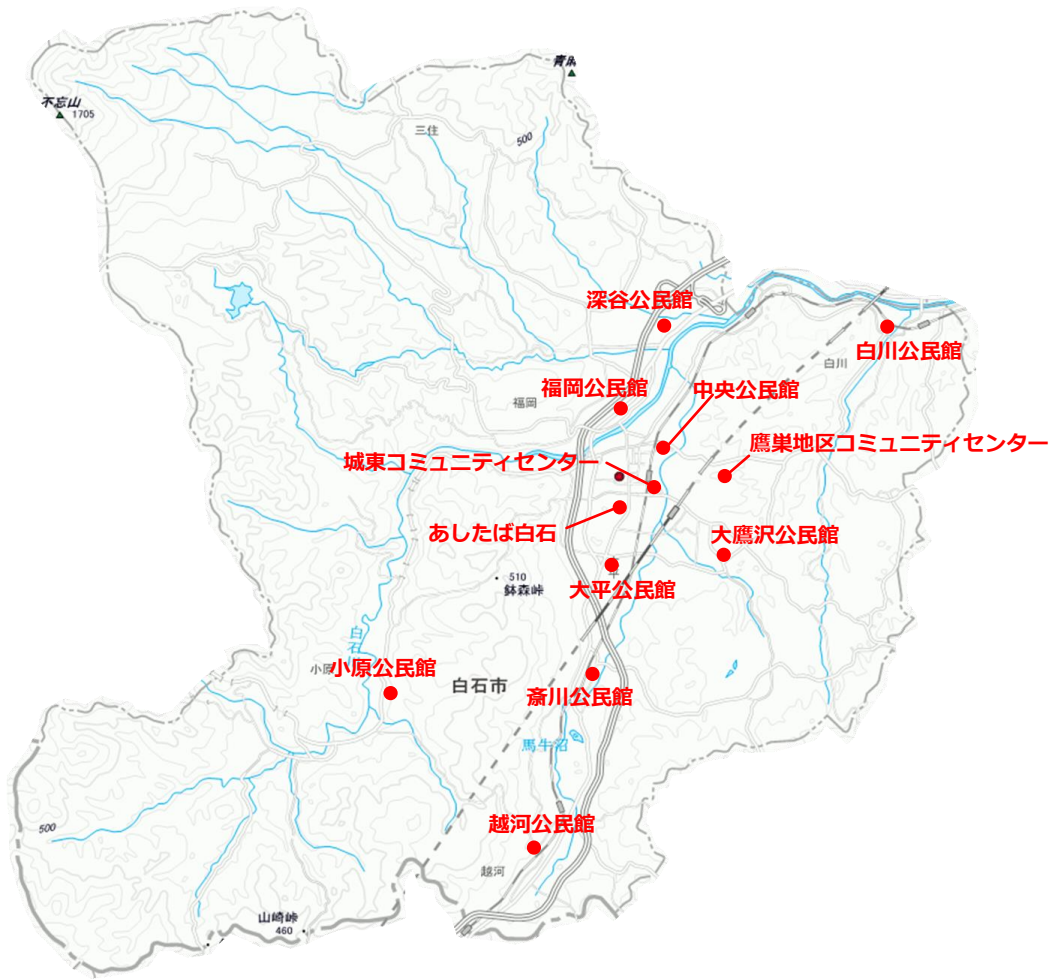 青麻
不忘山
1705
三住
500
深谷公民館
白川公民館
白川
福岡公民館
福岡
中央公民館
鷹巣地区コミュニティセンター
城東コミュニティセンター
あしたば白石
大鷹沢公民館
大平公民館
510
鉢森峠
白石
小原
小原公民館
白石市
斎川公民館
馬牛沼
越河公民館
越河
500
山崎峠
460